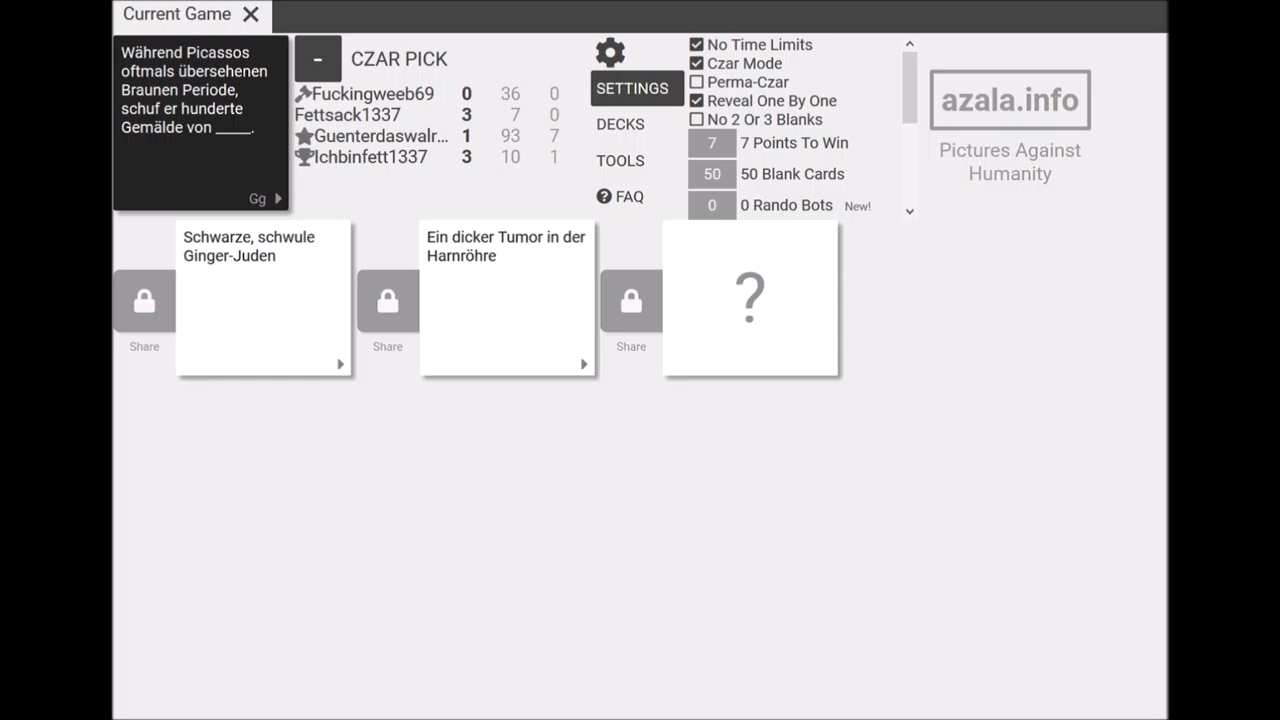 Current Game
Während Picassos
oftmals übersehenen
Braunen Periode,
schuf er hunderte
Gemälde von _____.
Gg
-
CZAR PICK
Fuckingweeb69 0 36 0
Fettsack1337 3 7 0
Guenterdaswalr... 1 93 7
Ichbinfett1337 3 10 1
SETTINGS
DECKS
TOOLS
FAQ
No Time Limits
Czar Mode
Perma-Czar
Reveal One By One
No 2 Or 3 Blanks
7 7 Points To Win
50 50 Blank Cards
0 0 Rando Bots New!
azala.info
Pictures Against
Humanity
Share
Schwarze, schwule
Ginger-Juden
Share
Ein dicker Tumor in der
Harnröhre
Share
?